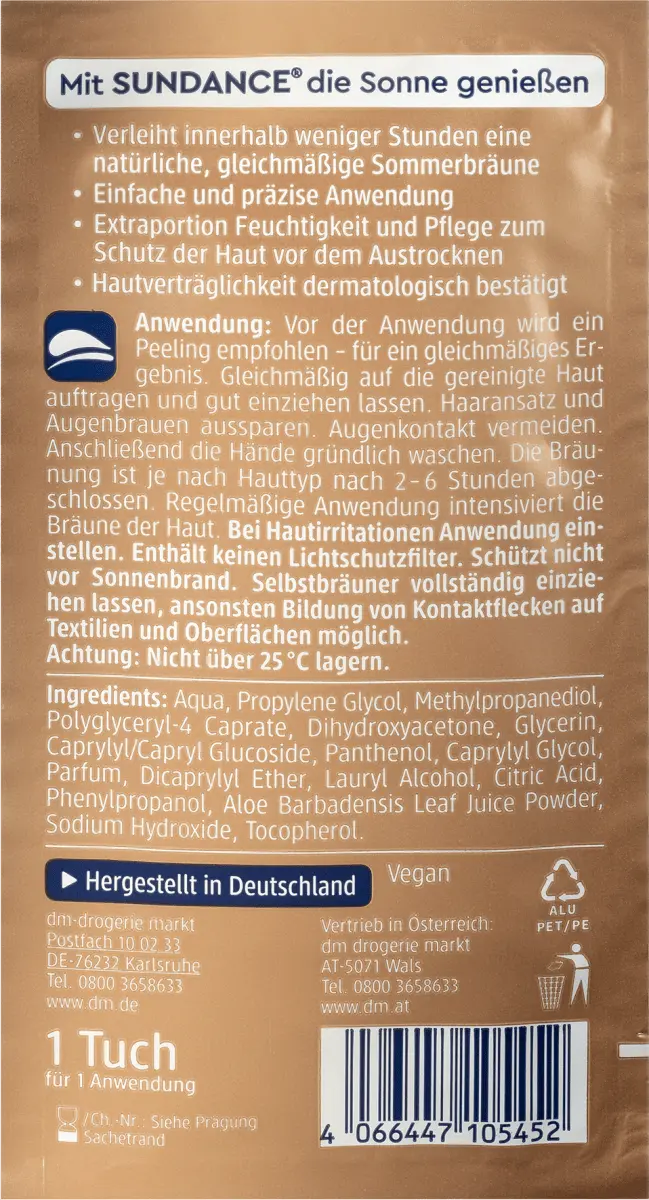 Mit SUNDANCE® die Sonne genießen
• Verleiht innerhalb weniger Stunden eine
natürliche, gleichmäßige Sommerbräune
• Einfache und präzise Anwendung
• Extraportion Feuchtigkeit und Pflege zum
Schutz der Haut vor dem Austrocknen
• Hautverträglichkeit dermatologisch bestätigt
Anwendung: Vor der Anwendung wird ein
Peeling empfohlen – für ein gleichmäßiges Er-
gebnis. Gleichmäßig auf die gereinigte Haut
auftragen und gut einziehen lassen. Haaransatz und
Augenbrauen aussparen. Augenkontakt vermeiden.
Anschließend die Hände gründlich waschen. Die Bräu-
nung ist je nach Hauttyp nach 2–6 Stunden abge-
schlossen. Regelmäßige Anwendung intensiviert die
Bräune der Haut. Bei Hautirritationen Anwendung ein-
stellen. Enthält keinen Lichtschutzfilter. Schützt nicht
vor Sonnenbrand. Selbstbräuner vollständig einzie-
hen lassen, ansonsten Bildung von Kontaktflecken auf
Textilien und Oberflächen möglich.
Achtung: Nicht über 25 °C lagern.
Ingredients: Aqua, Propylene Glycol, Methylpropanediol,
Polyglyceryl-4 Caprate, Dihydroxyacetone, Glycerin,
Caprylyl/Capryl Glucoside, Panthenol, Caprylyl Glycol,
Parfum, Dicaprylyl Ether, Lauryl Alcohol, Citric Acid,
Phenylpropanol, Aloe Barbadensis Leaf Juice Powder,
Sodium Hydroxide, Tocopherol.
Hergestellt in Deutschland
Vegan
ALU
PET/PE
dm-drogerie markt
Postfach 10 02 33
DE-76232 Karlsruhe
Tel. 0800 3658633
www.dm.de
Vertrieb in Österreich:
dm drogerie markt
AT-5071 Wals
Tel. 0800 3658633
www.dm.at
1 Tuch
für 1 Anwendung
/Ch.-Nr.: Siehe Prägung
Sachetrand
4 066447 105452